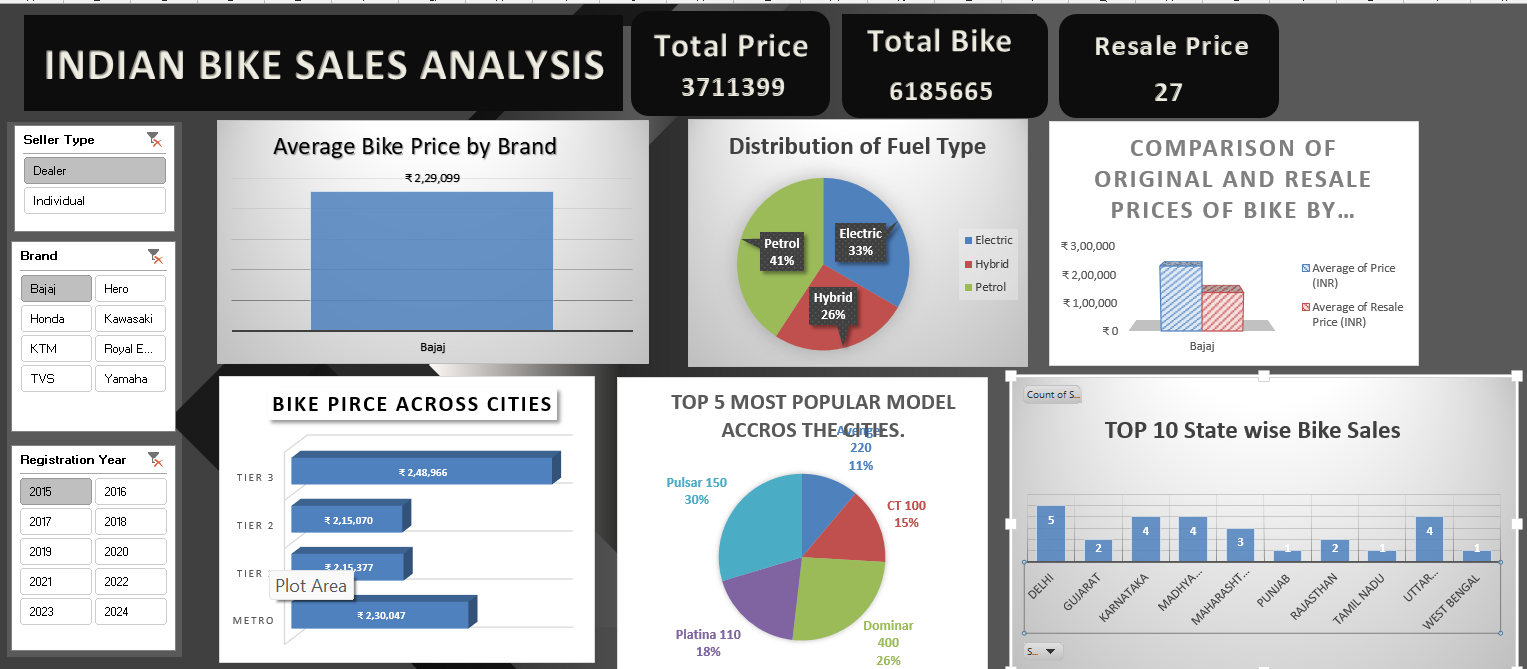 INDIAN BIKE SALES ANALYSIS
Total Price
3711399
Total Bike
6185665
Resale Price
27
Seller Type
Dealer
Individual
Brand
Bajaj
Hero
Honda
Kawasaki
KTM
Royal E...
TVS
Yamaha
Registration Year
2015
2016
2017
2018
2019
2020
2021
2022
2023
2024
Average Bike Price by Brand
₹ 2,29,099
Bajaj
Distribution of Fuel Type
Petrol
41%
Electric
33%
Hybrid
26%
Electric
Hybrid
Petrol
COMPARISON OF
ORIGINAL AND RESALE
PRICES OF BIKE BY...
₹ 3,00,000
₹ 2,00,000
₹ 1,00,000
₹ 0
Bajaj
Average of Price
(INR)
Average of Resale
Price (INR)
BIKE PIRCE ACROSS CITIES
TIER 3
₹ 2,48,966
TIER 2
₹ 2,15,070
TIER
₹ 2,15,377
Plot Area
METRO
₹ 2,30,047
TOP 5 MOST POPULAR MODEL
ACCROS THE CITIES.
Avenger
220
11%
CT 100
15%
Dominar
400
26%
Platina 110
18%
Pulsar 150
30%
Count of S...
TOP 10 State wise Bike Sales
5
2
4
4
3
1
2
1
4
1
DELHI
GUJARAT
KARNATAKA
MADHYA...
MAHARASHT...
PUNJAB
RAJASTHAN
TAMIL NADU
UTTAR...
WEST BENGAL
S...